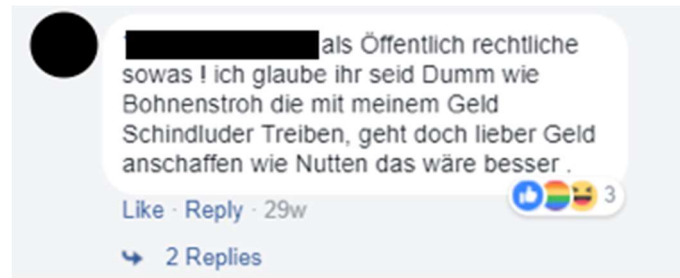 als Öffentlich rechtliche
sowas ! ich glaube ihr seid Dumm wie
Bohnenstroh die mit meinem Geld
Schindluder Treiben, geht doch lieber Geld
anschaffen wie Nutten das wäre besser .
3
Like · Reply · 29w
2 Replies